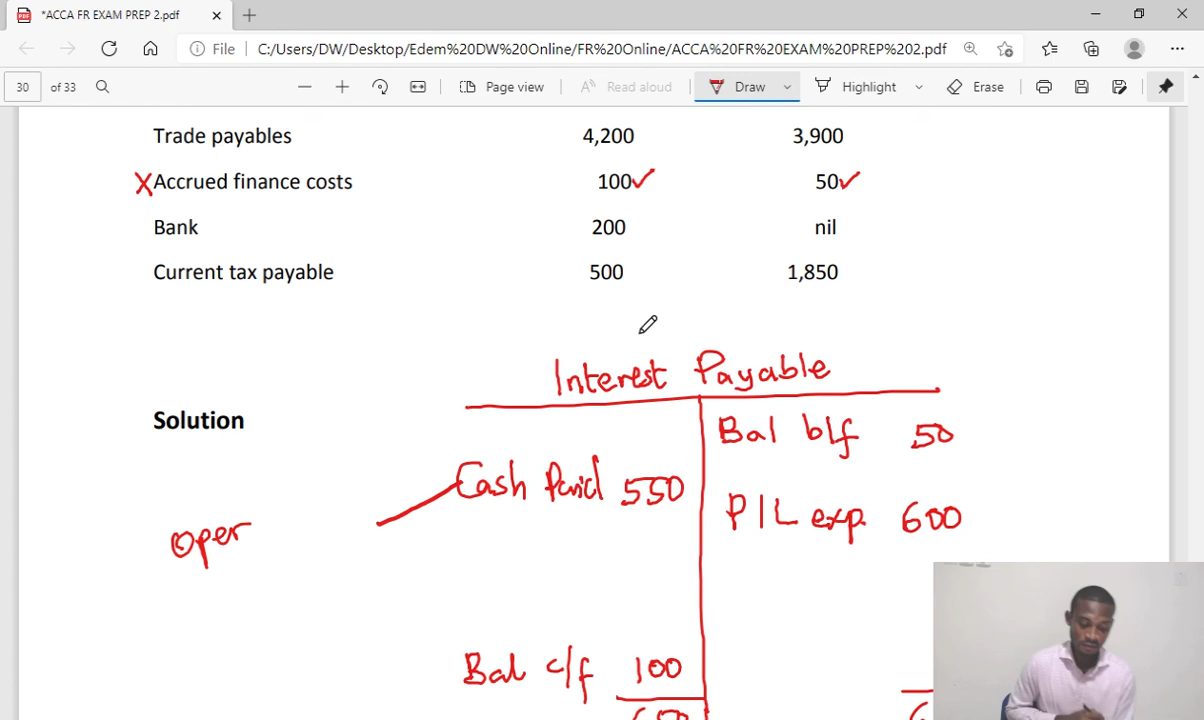 *ACCA FR EXAM PREP 2.pdf
File C:/Users/DW/Desktop/Edem%20DW%20Online/FR%20Online/ACCA%20FR%20EXAM%20PREP%202.pdf
30 of 33 Page view Read aloud Draw Highlight Erase
Trade payables 4,200 3,900
X Accrued finance costs 100 ✓ 50 ✓
Bank 200 nil
Current tax payable 500 1,850
Interest Payable
Solution
Bal b/f 50
Cash Paid 550
P/L exp 600
Oper
Bal c/f 100